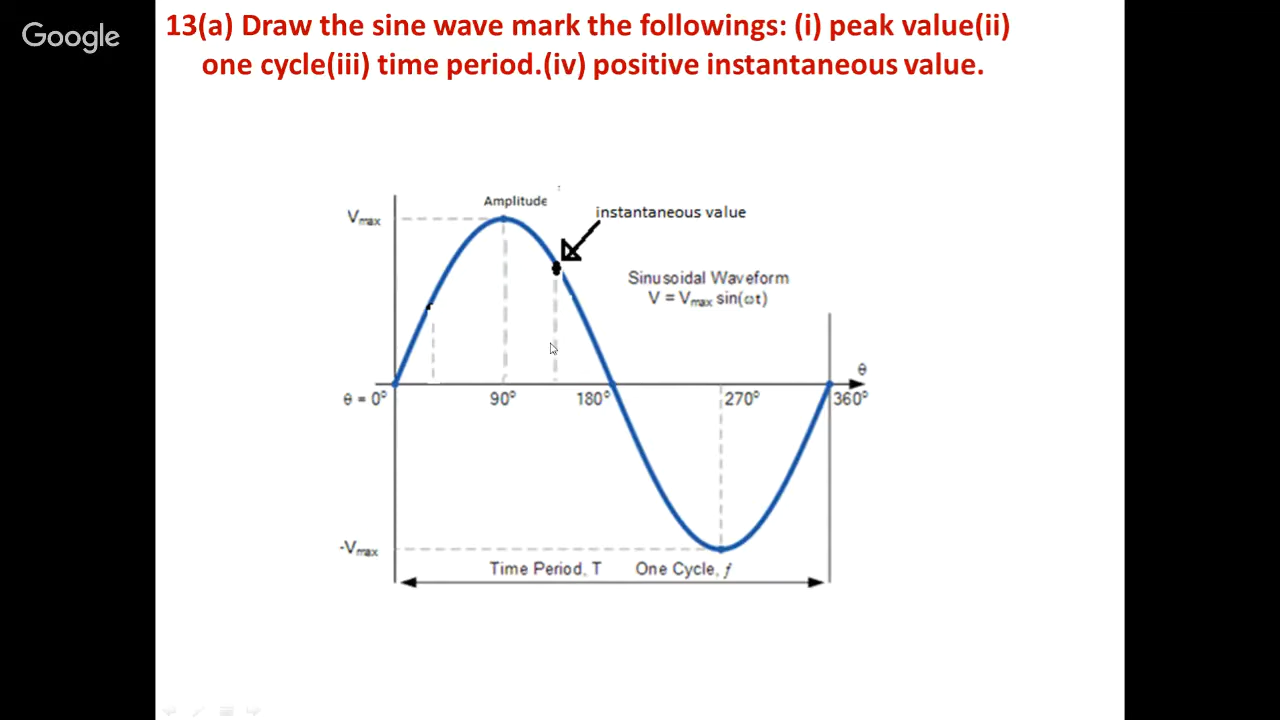 Google
13(a) Draw the sine wave mark the followings: (i) peak value(ii)
one cycle(iii) time period.(iv) positive instantaneous value.
Amplitude
Vmax
instantaneous value
Sinusoidal Waveform
V = Vmax sin(ωt)
θ
θ = 0°
90°
180°
270°
360°
-Vmax
Time Period, T
One Cycle, f